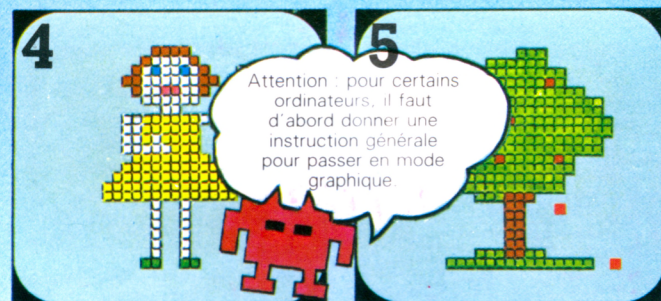 4
5
Attention : pour certains
ordinateurs, il faut
d'abord donner une
instruction générale
pour passer en mode
graphique.